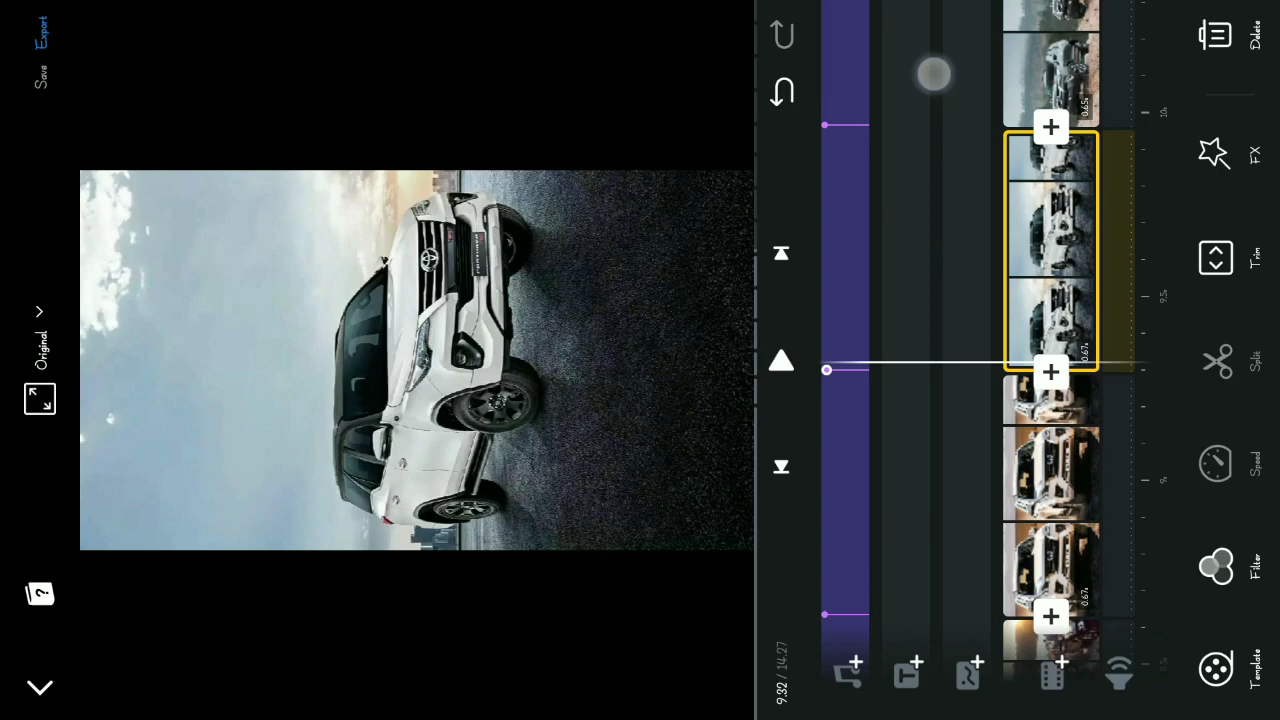 Save Export
Original
?
9.32 / 14.27
FORTUNER
0.67s
0.67s
0.65s
9s
9.5s
10s
Template
Filter
Speed
Split
Trim
FX
Delete